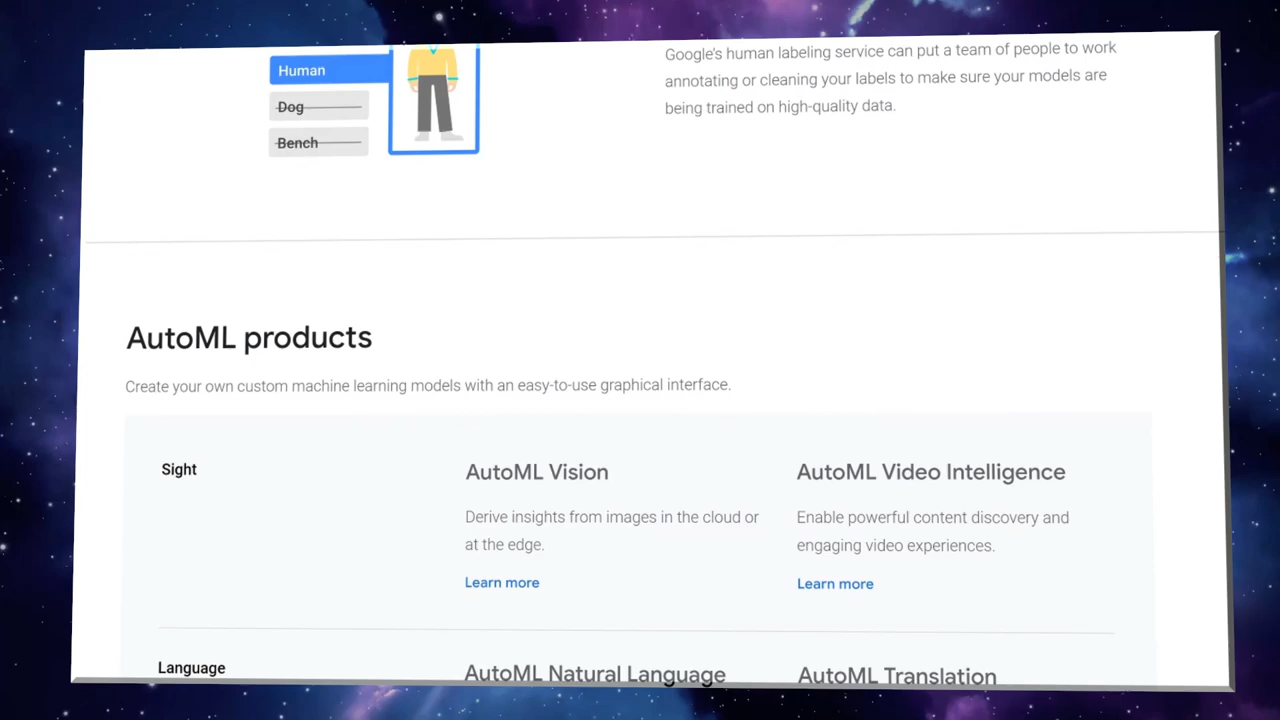 Human
Dog
Bench
Google's human labeling service can put a team of people to work
annotating or cleaning your labels to make sure your models are
being trained on high-quality data.
AutoML products
Create your own custom machine learning models with an easy-to-use graphical interface.
Sight
AutoML Vision
Derive insights from images in the cloud or
at the edge.
Learn more
AutoML Video Intelligence
Enable powerful content discovery and
engaging video experiences.
Learn more
Language
AutoML Natural Language
AutoML Translation